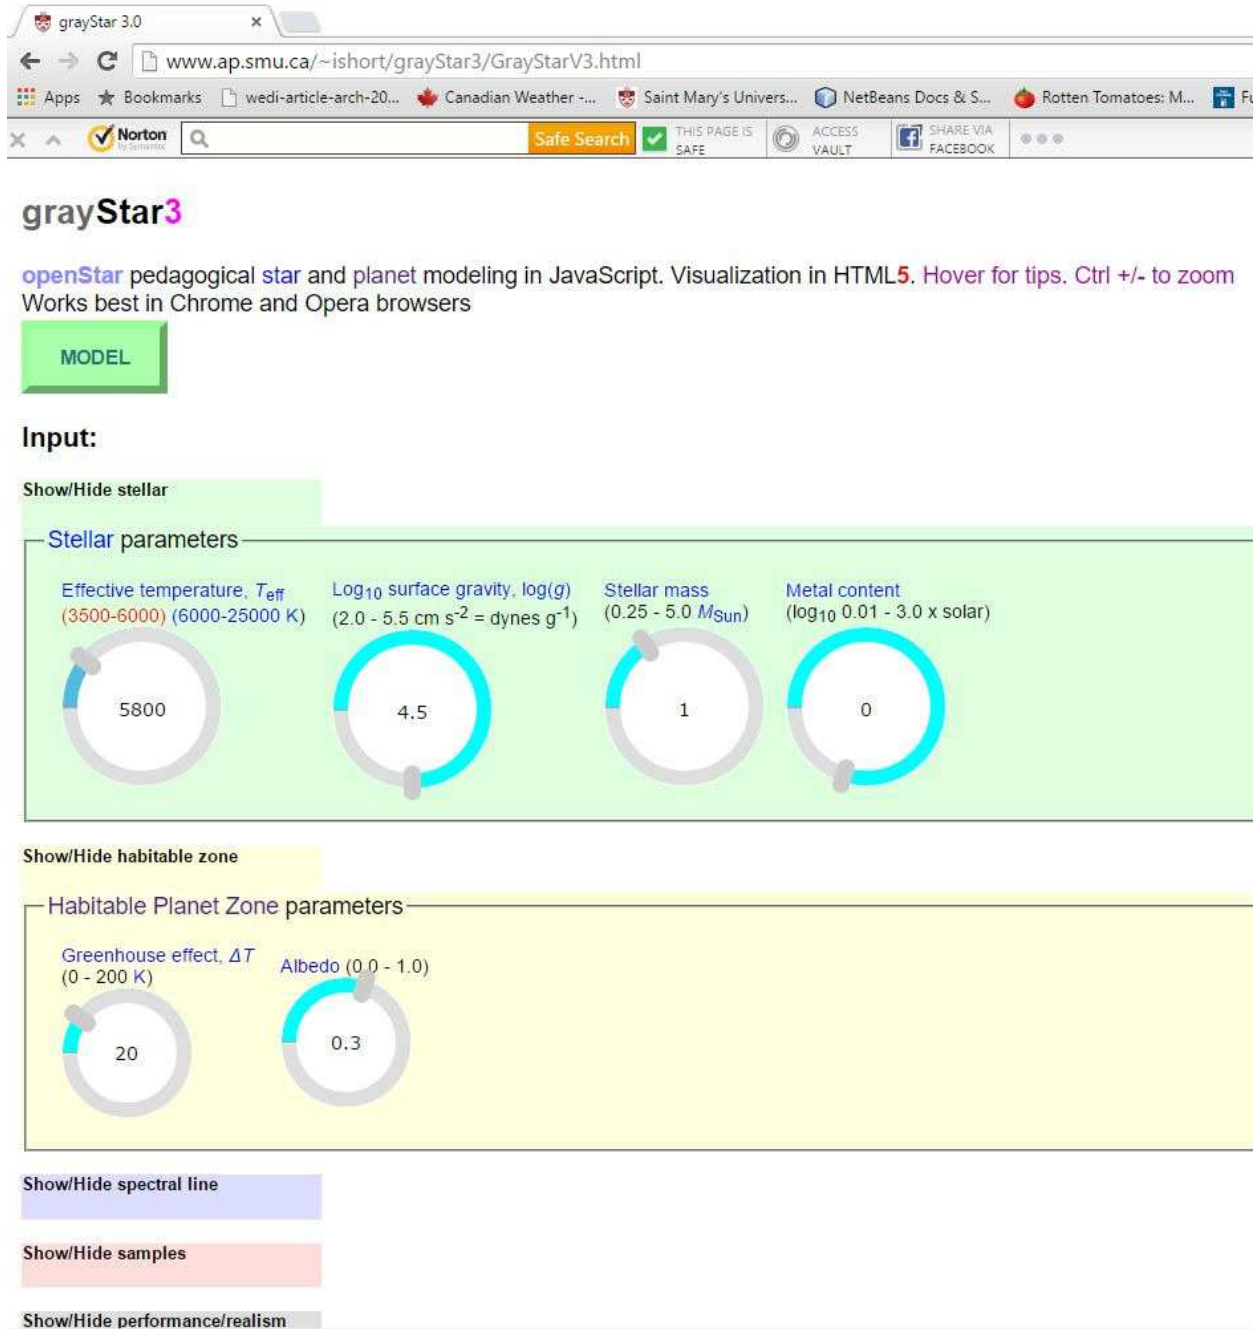 grayStar 3.0
www.ap.smu.ca/~ishort/grayStar3/GrayStarV3.html
Apps Bookmarks wedi-article-arch-20... Canadian Weather -... Saint Mary's Univers... NetBeans Docs & S... Rotten Tomatoes: M...
Norton by Symantec Safe Search THIS PAGE IS SAFE ACCESS VAULT SHARE VIA FACEBOOK
grayStar3
openStar pedagogical star and planet modeling in JavaScript. Visualization in HTML5. Hover for tips. Ctrl +/- to zoom
Works best in Chrome and Opera browsers
MODEL
Input:
Show/Hide stellar
Stellar parameters
Effective temperature, Teff
(3500-6000) (6000-25000 K)
5800
Log10 surface gravity, log(g)
(2.0 - 5.5 cm s-2 = dynes g-1)
4.5
Stellar mass
(0.25 - 5.0 MSun)
1
Metal content
(log10 0.01 - 3.0 x solar)
0
Show/Hide habitable zone
Habitable Planet Zone parameters
Greenhouse effect, ΔT
(0 - 200 K)
20
Albedo (0.0 - 1.0)
0.3
Show/Hide spectral line
Show/Hide samples
Show/Hide performance/realism